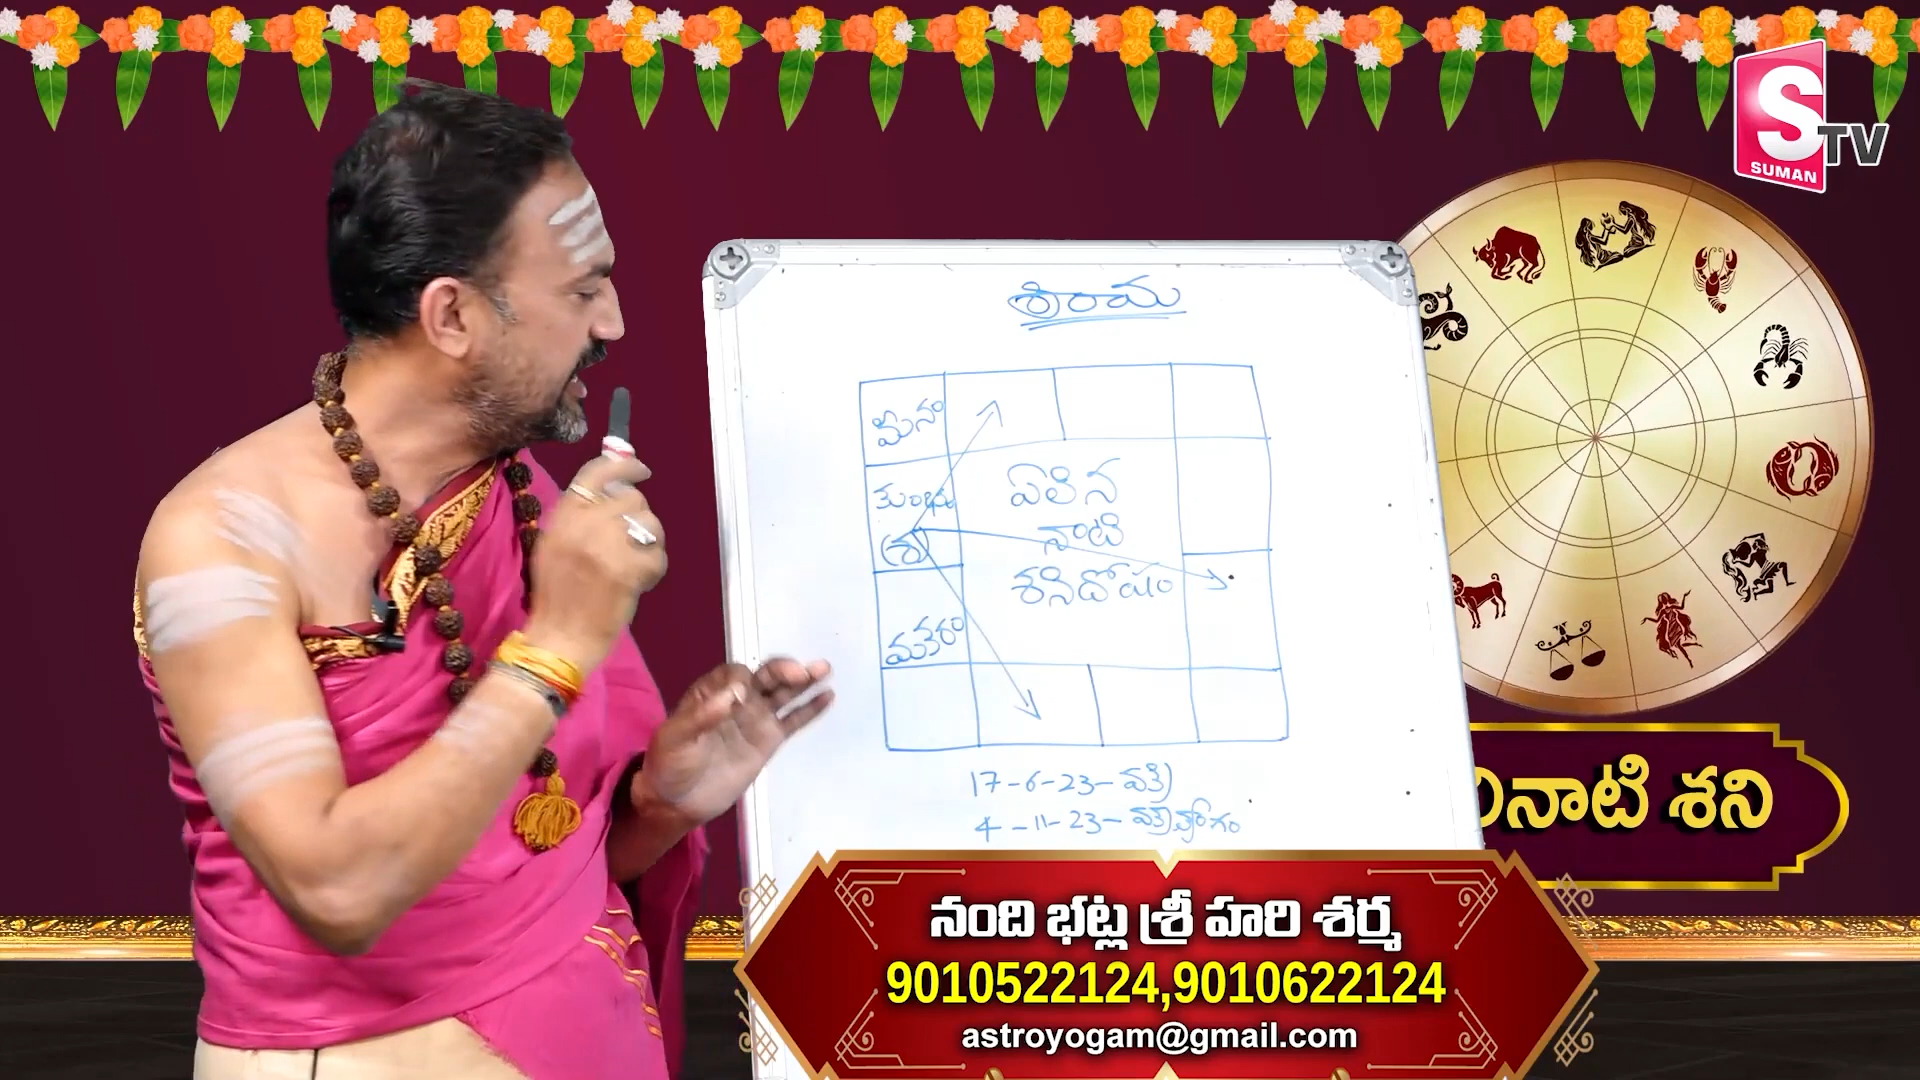 S
TV
SUMAN
శ్రీరామ
మీనం
కుంభం
(శ)
మకరం
ఏలిన
నాటి
శనిదోషం
17-6-23-వక్రి
4-11-23-వక్రత్యాగం
నినాటి శని
నంది భట్ల శ్రీ హరి శర్మ
9010522124,9010622124
astroyogam@gmail.com